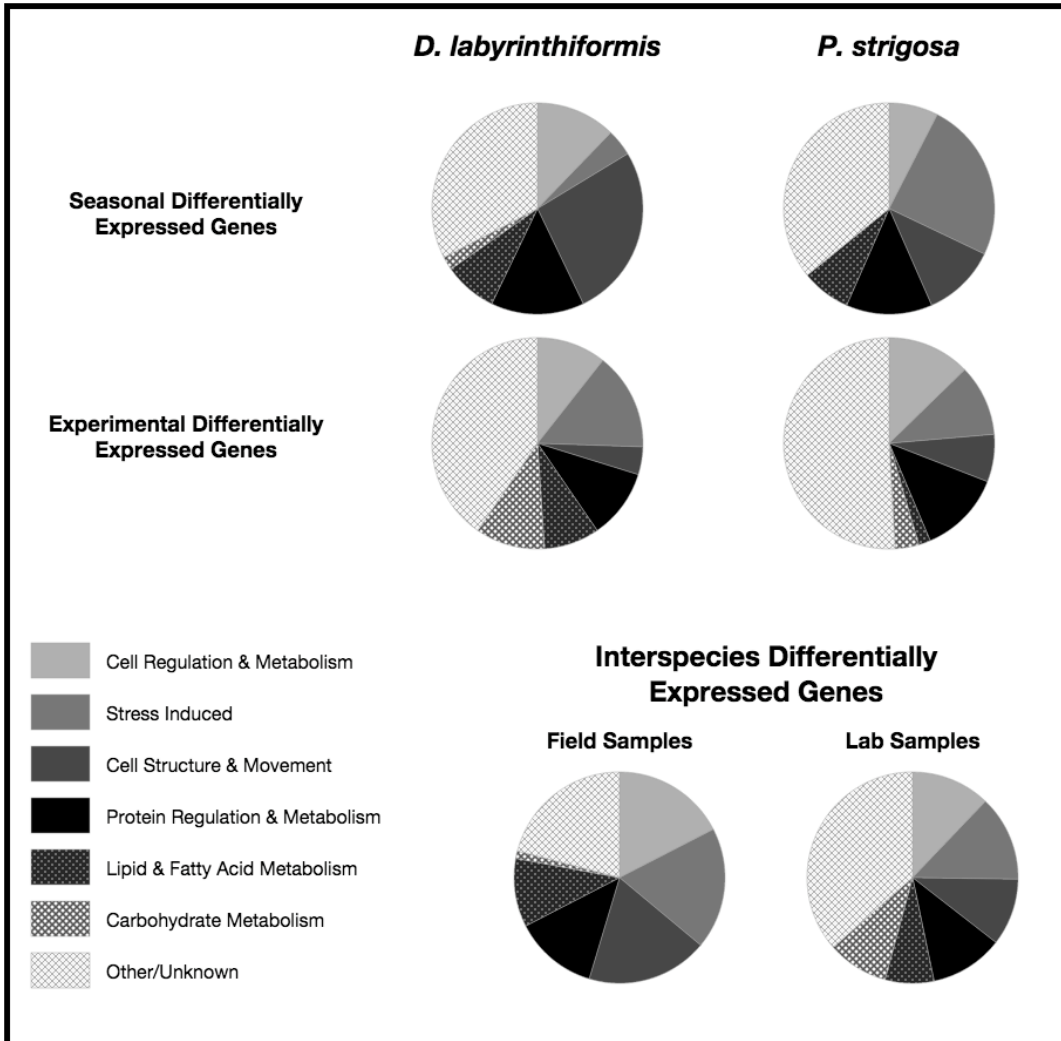 D. labyrinthiformis
P. strigosa
Seasonal Differentially
Expressed Genes
Experimental Differentially
Expressed Genes
Cell Regulation & Metabolism
Stress Induced
Cell Structure & Movement
Protein Regulation & Metabolism
Lipid & Fatty Acid Metabolism
Carbohydrate Metabolism
Other/Unknown
Interspecies Differentially
Expressed Genes
Field Samples
Lab Samples